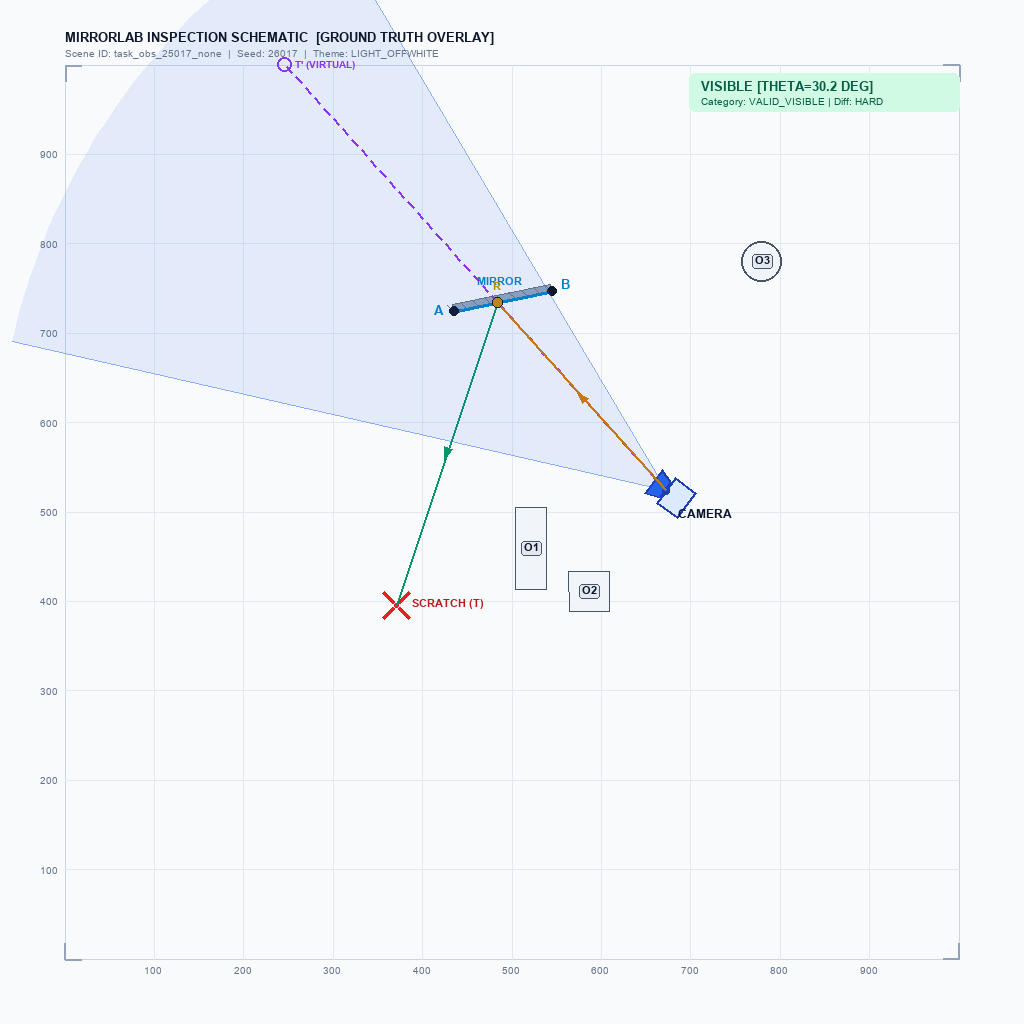 MIRRORLAB INSPECTION SCHEMATIC [GROUND TRUTH OVERLAY]
Scene ID: task_obs_25017_none | Seed: 26017 | Theme: LIGHT_OFFWHITE
T' (VIRTUAL)
VISIBLE [THETA=30.2 DEG]
Category: VALID_VISIBLE | Diff: HARD
900
800
O3
MIRROR
R
B
A
700
600
500
CAMERA
O1
O2
400
SCRATCH (T)
300
200
100
100 200 300 400 500 600 700 800 900